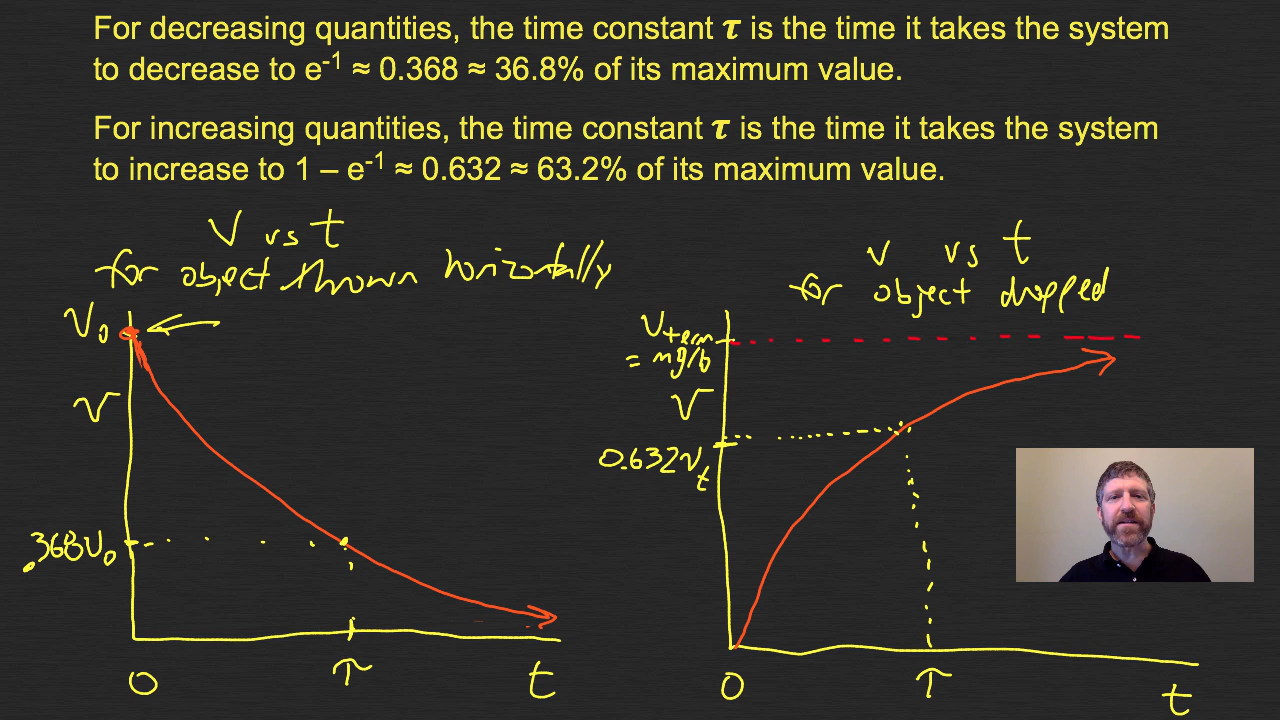 For decreasing quantities, the time constant τ is the time it takes the system
to decrease to e⁻¹ ≈ 0.368 ≈ 36.8% of its maximum value.
For increasing quantities, the time constant τ is the time it takes the system
to increase to 1 – e⁻¹ ≈ 0.632 ≈ 63.2% of its maximum value.
V vs t
for object thrown horizontally
V₀
V
.368V₀
0
τ
t
v vs t
for object dropped
Vterm
= mg/b
V
0.632Vt
0
τ
t